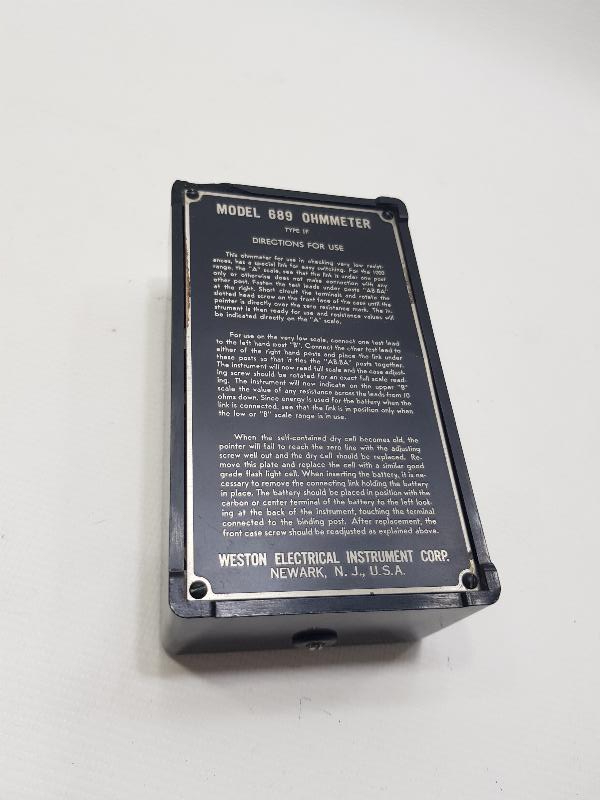 MODEL 689 OHMMETER
TYPE 1F
DIRECTIONS FOR USE
This ohmmeter for use in checking very low resist-
ances, has a special link for easy switching. For the 1000
range, the "A" scale, see that the link is under one post
only or otherwise does not make connection with any
other post. Fasten the test leads under posts "AB-BA"
at the right. Short circuit the terminals and rotate the
slotted head screw on the front face of the case until the
pointer is directly over the zero resistance mark. The in-
strument is then ready for use and resistance values will
be indicated directly on the "A" scale.
For use on the very low scale, connect one test lead
to the left hand post "B". Connect the other test lead to
either of the right hand posts and place the link under
these posts so that it ties the "AB-BA" posts together.
The instrument will now read full scale and the case adjust-
ing screw should be rotated for an exact full scale read-
ing. The instrument will now indicate on the upper "B"
scale the value of any resistance across the leads from 10
ohms down. Since energy is used for the battery when the
link is connected, see that the link is in position only when
the low or "B" scale range is in use.
When the self-contained dry cell becomes old, the
pointer will fail to reach the zero line with the adjusting
screw well out and the dry cell should be replaced. Re-
move this plate and replace the cell with a similar good
grade flash light cell. When inserting the battery, it is ne-
cessary to remove the connecting link holding the battery
in place. The battery should be placed in position with the
carbon or center terminal of the battery to the left look-
ing at the back of the instrument, touching the terminal
connected to the binding post. After replacement, the
front case screw should be readjusted as explained above.
WESTON ELECTRICAL INSTRUMENT CORP.
NEWARK, N. J., U.S.A.